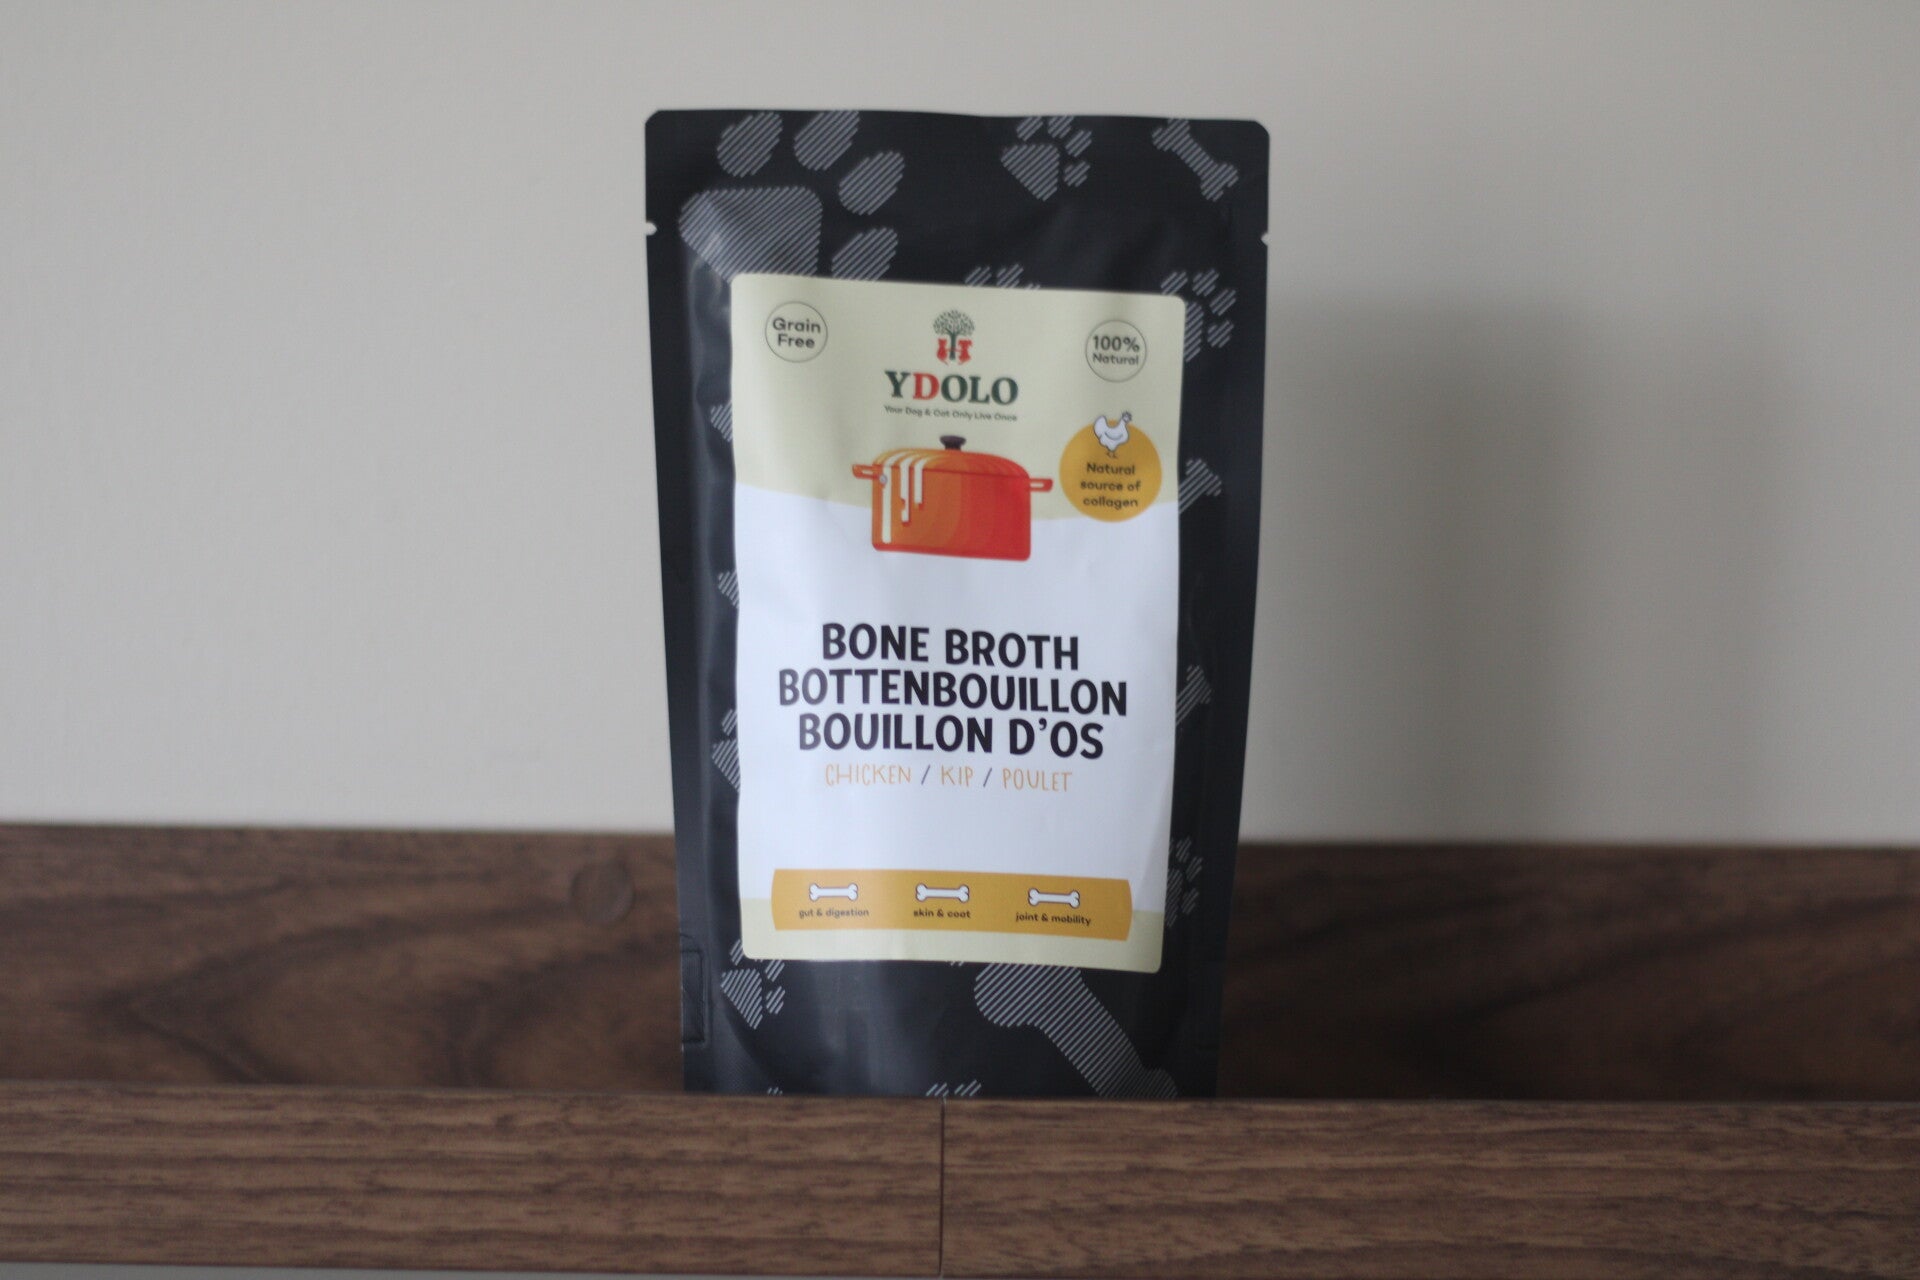 Grain
Free
100%
Natural
YDOLO
Your Dog & Cat Only Live Once
Natural
source of
collagen
BONE BROTH
BOTTENBOUILLON
BOUILLON D'OS
CHICKEN / KIP / POULET
gut & digestion
skin & coat
joint & mobility